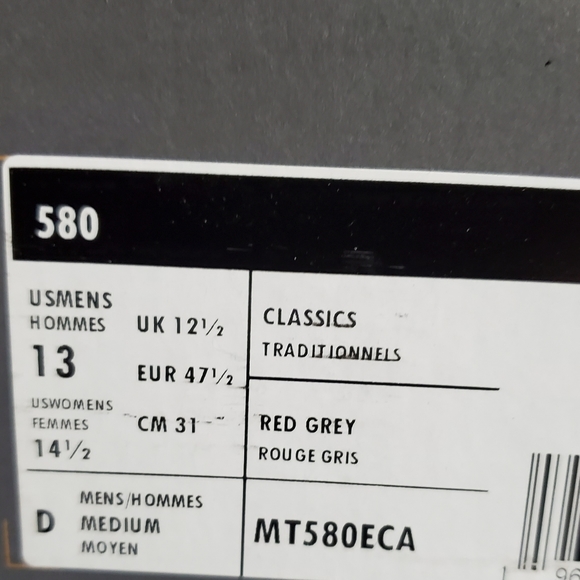 580
USMENS
HOMMES
13
UK 12½
EUR 47½
USWOMENS
FEMMES
14½
CM 31
CLASSICS
TRADITIONNELS
RED GREY
ROUGE GRIS
D
MENS/HOMMES
MEDIUM
MOYEN
MT580ECA